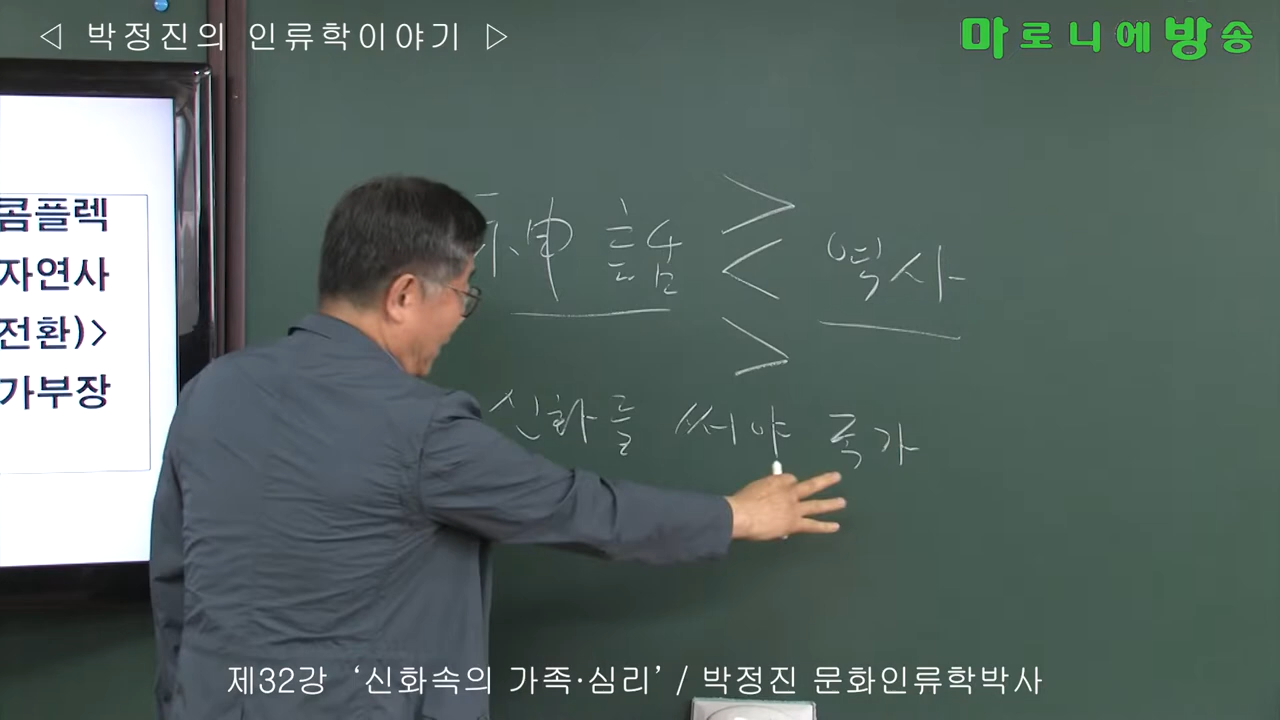 ◁ 박정진의 인류학이야기 ▷
마로니에방송
콤플렉
자연사
전환)>
가부장
神話 > 역사
<
>
신화를 써야 국가
제32강 ‘신화속의 가족·심리’ / 박정진 문화인류학박사